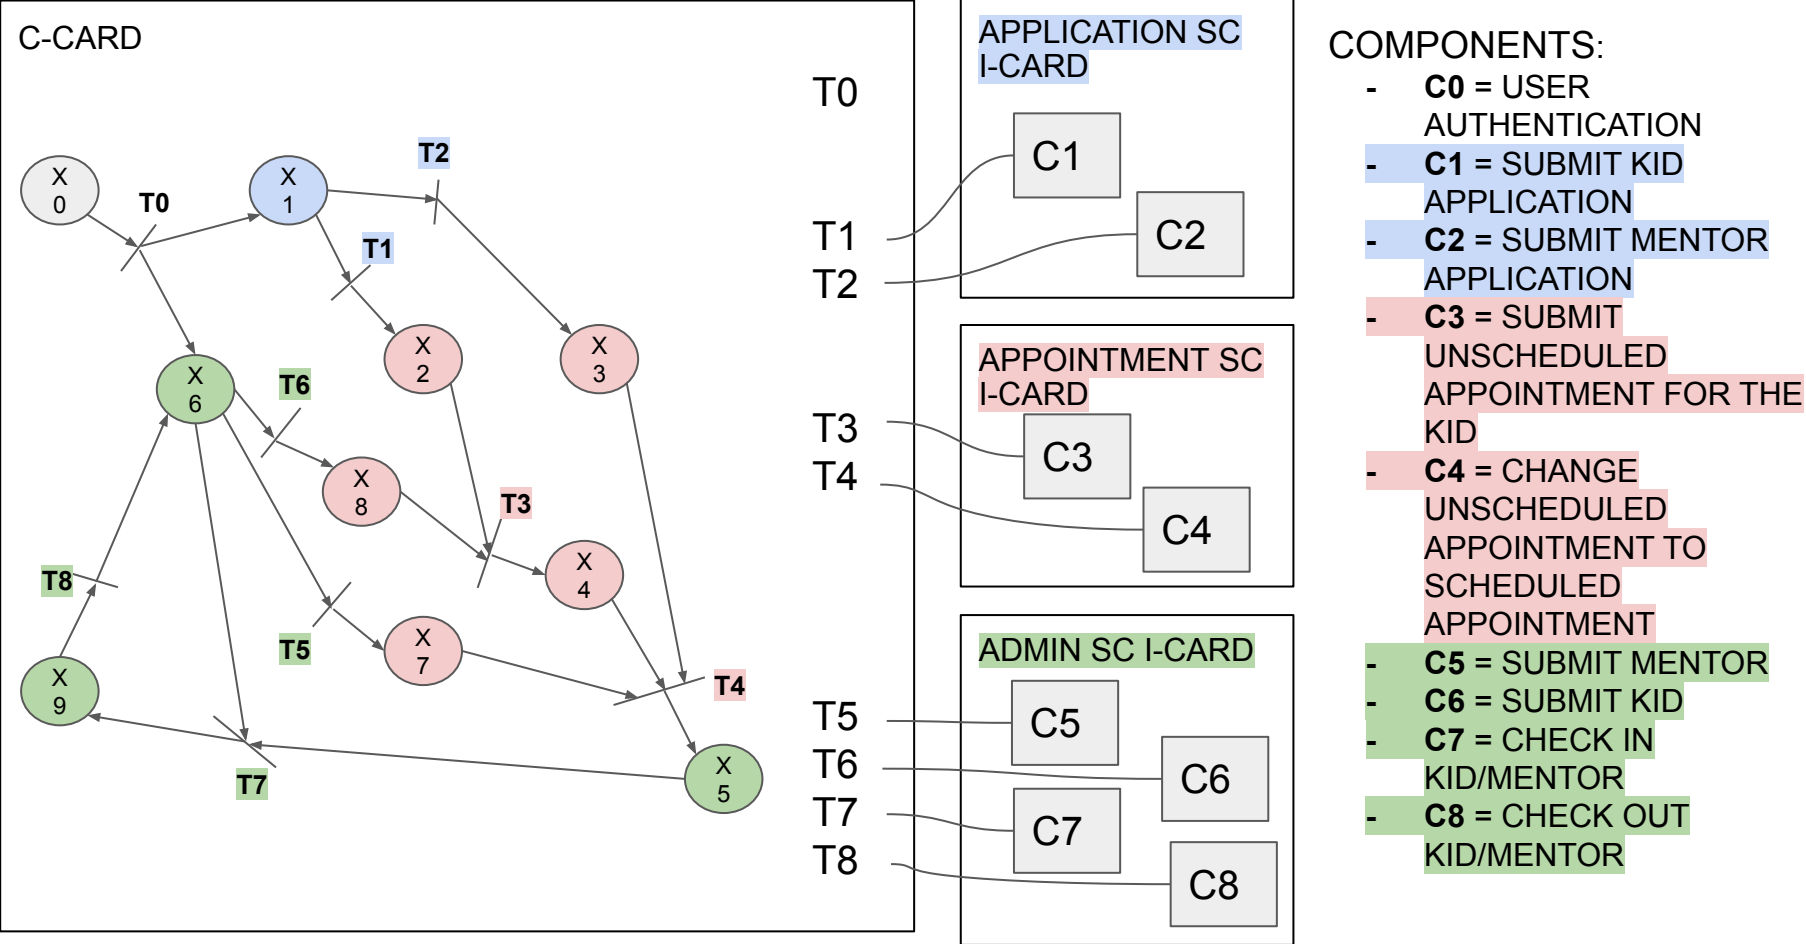 C-CARD
X
0
T0
X
1
T2
T1
X
2
X
3
X
6
T6
X
8
T3
X
4
T8
T5
X
7
X
9
T4
T7
X
5
T0
T1
T2
T3
T4
T5
T6
T7
T8
APPLICATION SC
I-CARD
C1
C2
APPOINTMENT SC
I-CARD
C3
C4
ADMIN SC I-CARD
C5
C6
C7
C8
COMPONENTS:
- C0 = USER
AUTHENTICATION
- C1 = SUBMIT KID
APPLICATION
- C2 = SUBMIT MENTOR
APPLICATION
- C3 = SUBMIT
UNSCHEDULED
APPOINTMENT FOR THE
KID
- C4 = CHANGE
UNSCHEDULED
APPOINTMENT TO
SCHEDULED
APPOINTMENT
- C5 = SUBMIT MENTOR
- C6 = SUBMIT KID
- C7 = CHECK IN
KID/MENTOR
- C8 = CHECK OUT
KID/MENTOR